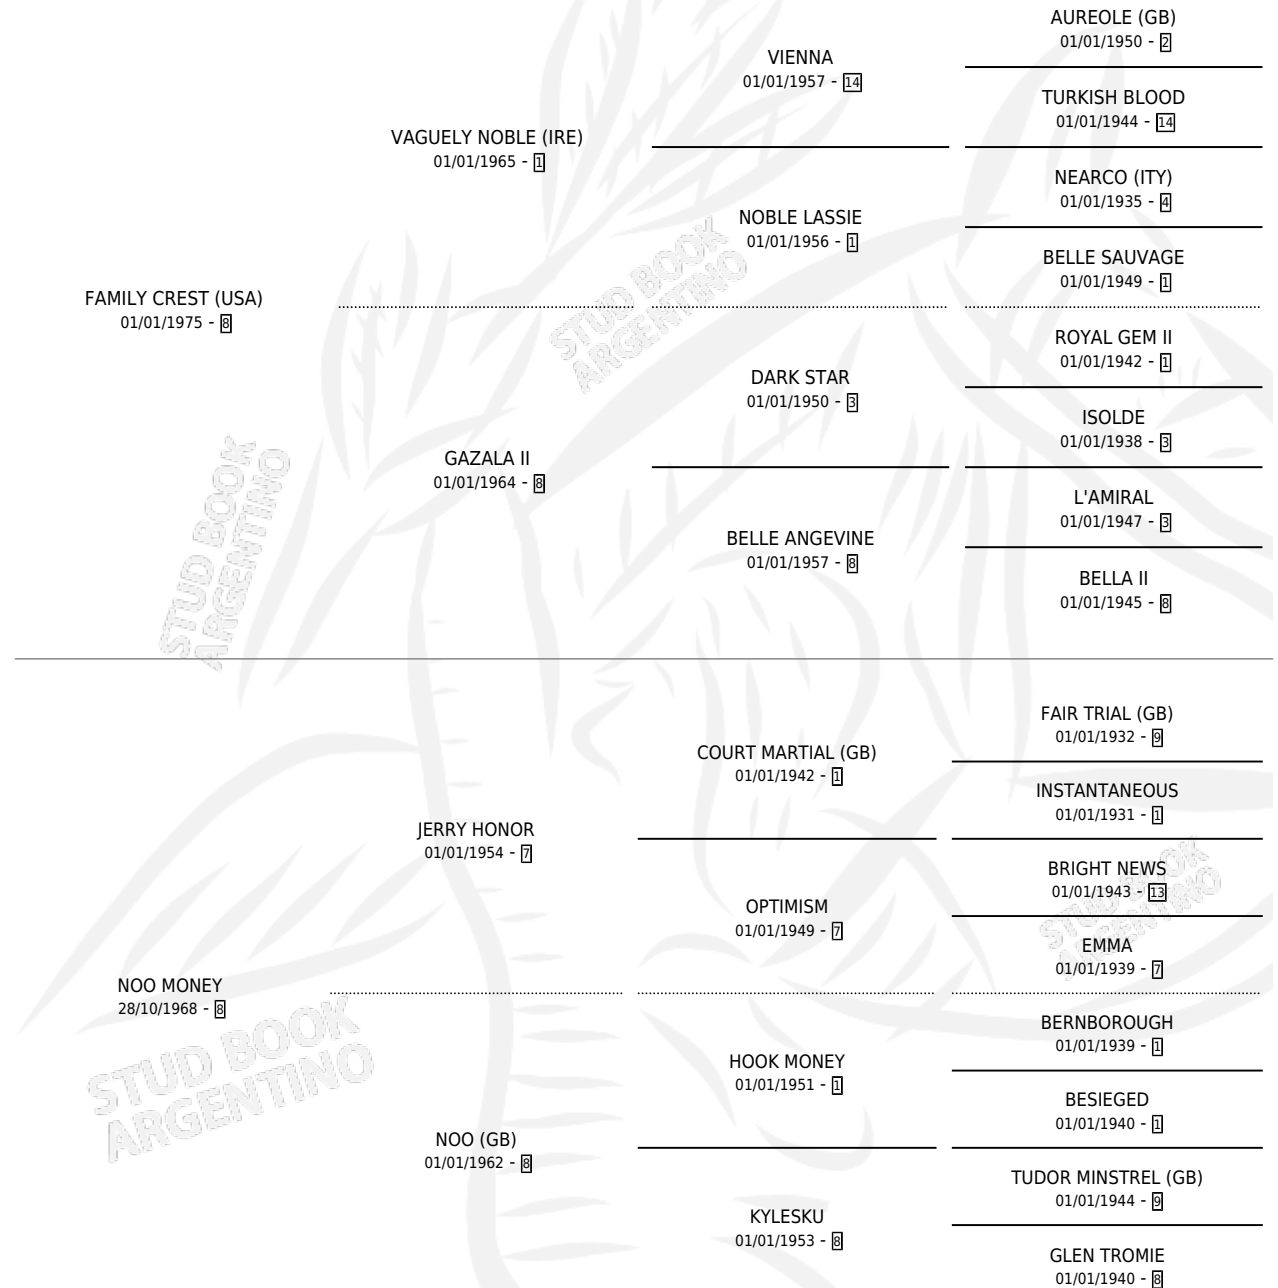 AUREOLE (GB)
01/01/1950 - 2
VIENNA
01/01/1957 - 14
TURKISH BLOOD
01/01/1944 - 14
VAGUELY NOBLE (IRE)
01/01/1965 - 1
NEARCO (ITY)
01/01/1935 - 4
NOBLE LASSIE
01/01/1956 - 1
BELLE SAUVAGE
01/01/1949 - 1
FAMILY CREST (USA)
01/01/1975 - 8
ROYAL GEM II
01/01/1942 - 1
DARK STAR
01/01/1950 - 3
ISOLDE
01/01/1938 - 3
GAZALA II
01/01/1964 - 8
L'AMIRAL
01/01/1947 - 3
BELLE ANGEVINE
01/01/1957 - 8
BELLA II
01/01/1945 - 8
FAIR TRIAL (GB)
01/01/1932 - 9
COURT MARTIAL (GB)
01/01/1942 - 1
INSTANTANEOUS
01/01/1931 - 1
JERRY HONOR
01/01/1954 - 7
BRIGHT NEWS
01/01/1943 - 13
OPTIMISM
01/01/1949 - 7
EMMA
01/01/1939 - 7
NOO MONEY
28/10/1968 - 8
BERNBOROUGH
01/01/1939 - 1
HOOK MONEY
01/01/1951 - 1
BESIEGED
01/01/1940 - 1
NOO (GB)
01/01/1962 - 8
TUDOR MINSTREL (GB)
01/01/1944 - 9
KYLESKU
01/01/1953 - 8
GLEN TROMIE
01/01/1940 - 8
STUD BOOK
ARGENTINO
STUD BOOK
ARGENTINO
STUD BOOK
ARGENTINO
STUD BOOK
ARGENTINO